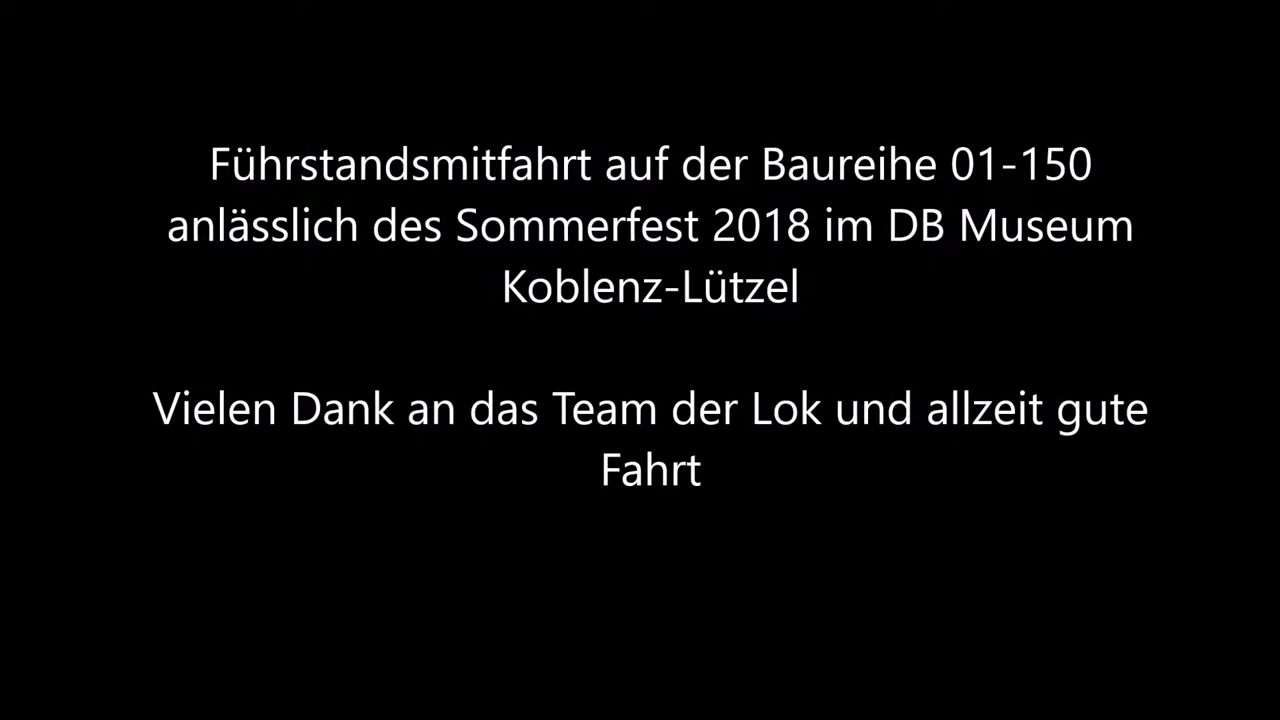 Führstandsmitfahrt auf der Baureihe 01-150
anlässlich des Sommerfest 2018 im DB Museum
Koblenz-Lützel
Vielen Dank an das Team der Lok und allzeit gute
Fahrt